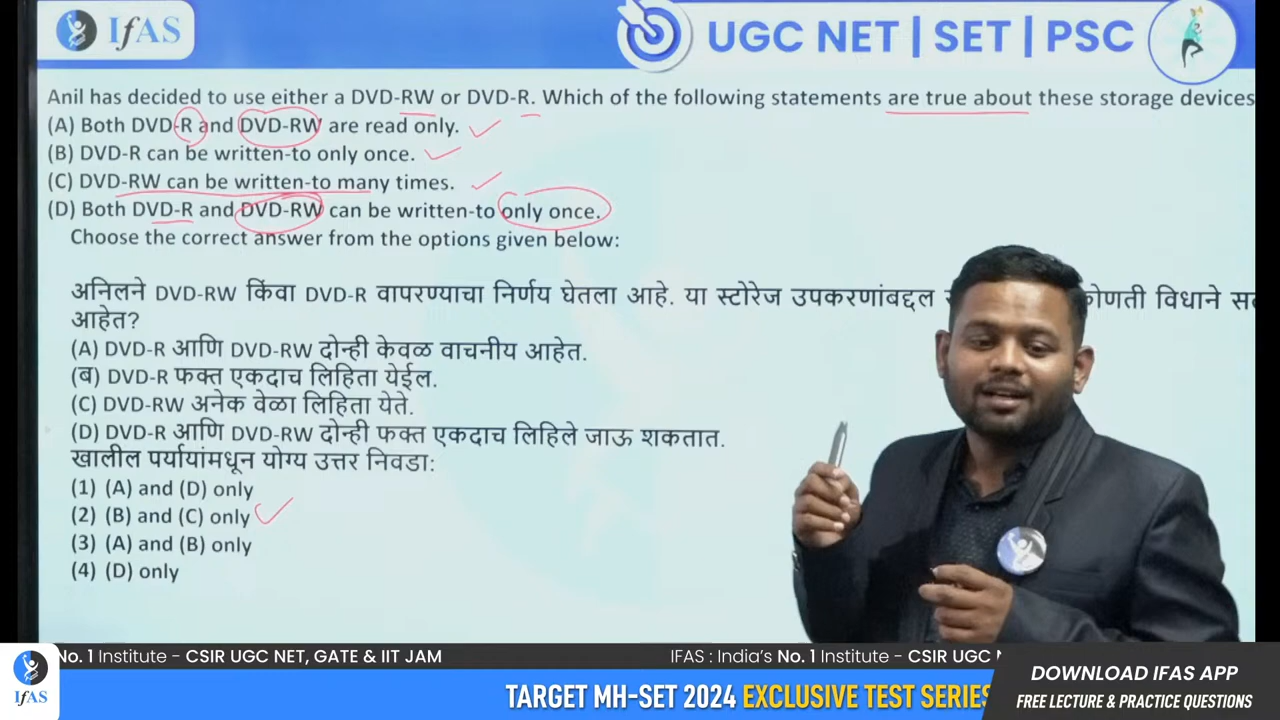 IfAS
UGC NET | SET | PSC
Anil has decided to use either a DVD-RW or DVD-R. Which of the following statements are true about these storage devices
(A) Both DVD-R and DVD-RW are read only.
(B) DVD-R can be written-to only once.
(C) DVD-RW can be written-to many times.
(D) Both DVD-R and DVD-RW can be written-to only once.
Choose the correct answer from the options given below:
अनिलने DVD-RW किंवा DVD-R वापरण्याचा निर्णय घेतला आहे. या स्टोरेज उपकरणांबद्दल कोणती विधाने
आहेत?
(A) DVD-R आणि DVD-RW दोन्ही केवळ वाचनीय आहेत.
(ब) DVD-R फक्त एकदाच लिहिता येईल.
(C) DVD-RW अनेक वेळा लिहिता येते.
(D) DVD-R आणि DVD-RW दोन्ही फक्त एकदाच लिहिले जाऊ शकतात.
खालील पर्यायांमधून योग्य उत्तर निवडा:
(1) (A) and (D) only
(2) (B) and (C) only
(3) (A) and (B) only
(4) (D) only
No. 1 Institute - CSIR UGC NET, GATE & IIT JAM IFAS : India's No. 1 Institute - CSIR UGC
IfAS
TARGET MH-SET 2024 EXCLUSIVE TEST SERIES
DOWNLOAD IFAS APP
FREE LECTURE & PRACTICE QUESTIONS